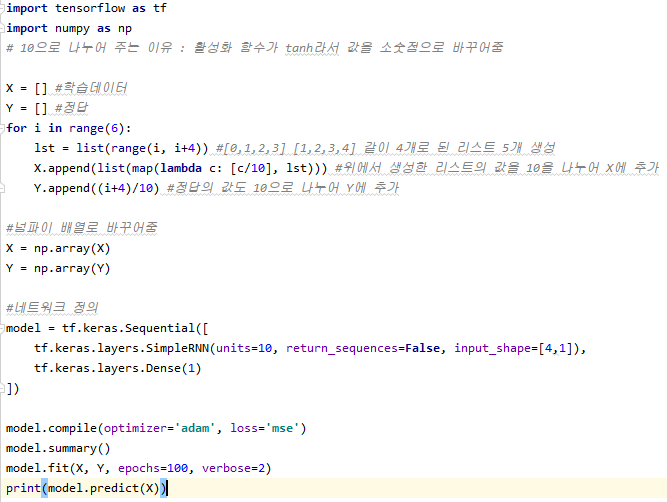 import tensorflow as tf
import numpy as np
# 10으로 나누어 주는 이유 : 활성화 함수가 tanh라서 값을 소숫점으로 바꾸어줌
X = [] #학습데이터
Y = [] #정답
for i in range(6):
    lst = list(range(i, i+4)) #[0,1,2,3] [1,2,3,4] 같이 4개로 된 리스트 5개 생성
    X.append(list(map(lambda c: [c/10], lst))) #위에서 생성한 리스트의 값을 10을 나누어 X에 추가
    Y.append((i+4)/10) #정답의 값도 10으로 나누어 Y에 추가
#넘파이 배열로 바꾸어줌
X = np.array(X)
Y = np.array(Y)
#네트워크 정의
model = tf.keras.Sequential([
    tf.keras.layers.SimpleRNN(units=10, return_sequences=False, input_shape=[4,1]),
    tf.keras.layers.Dense(1)
])
model.compile(optimizer='adam', loss='mse')
model.summary()
model.fit(X, Y, epochs=100, verbose=2)
print(model.predict(X))